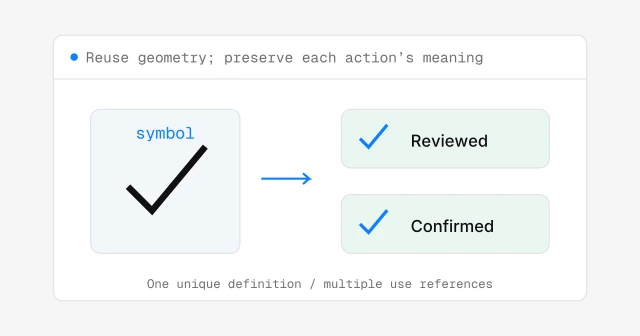 Reuse geometry; preserve each action’s meaning
symbol
Reviewed
Confirmed
One unique definition / multiple use references